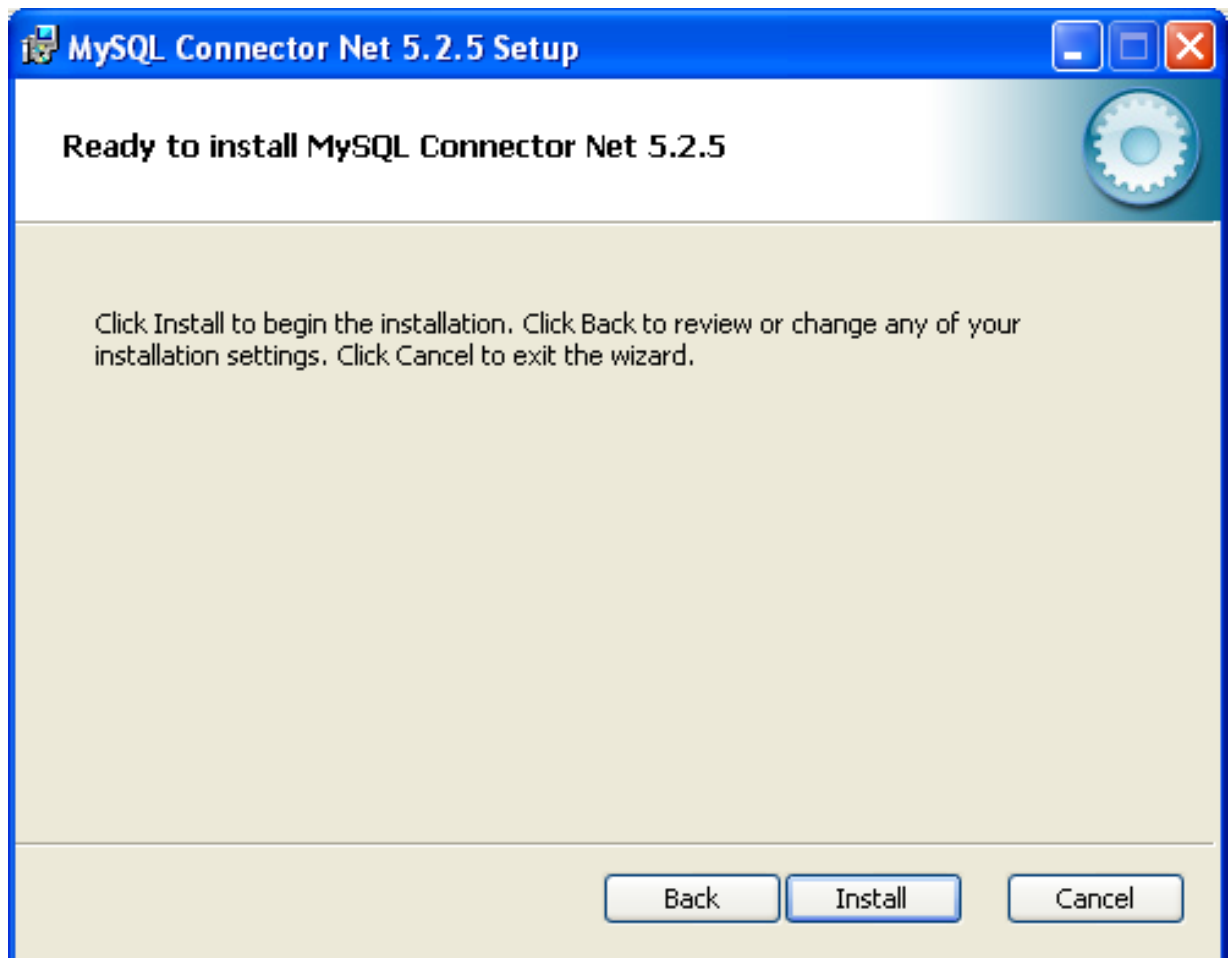 MySQL Connector Net 5.2.5 Setup
Ready to install MySQL Connector Net 5.2.5
Click Install to begin the installation. Click Back to review or change any of your
installation settings. Click Cancel to exit the wizard.
Back Install Cancel